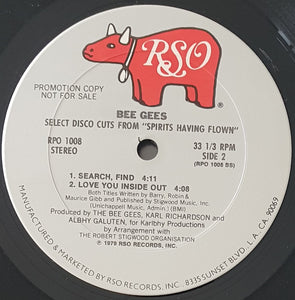 RSO
®
PROMOTION COPY
NOT FOR SALE
BEE GEES
SELECT DISCO CUTS FROM "SPIRITS HAVING FLOWN"
RPO 1008
STEREO
33 1/3 RPM
SIDE 2
(RPO 1008 BS)
1. SEARCH, FIND 4:11
2. LOVE YOU INSIDE OUT 4:08
Both Titles Written by Barry, Robin &
Maurice Gibb and Published by Stigwood Music Inc.
(Unichappell Music, Admin.) (BMI)
Produced by THE BEE GEES, KARL RICHARDSON and
ALBHY GALUTEN, for Karlbhy Productions
by Arrangement with
THE ROBERT STIGWOOD ORGANISATION
℗ 1979 RSO RECORDS, INC.
MANUFACTURED & MARKETED BY RSO RECORDS, INC. 8335 SUNSET BLVD. L.A. CA. 90069